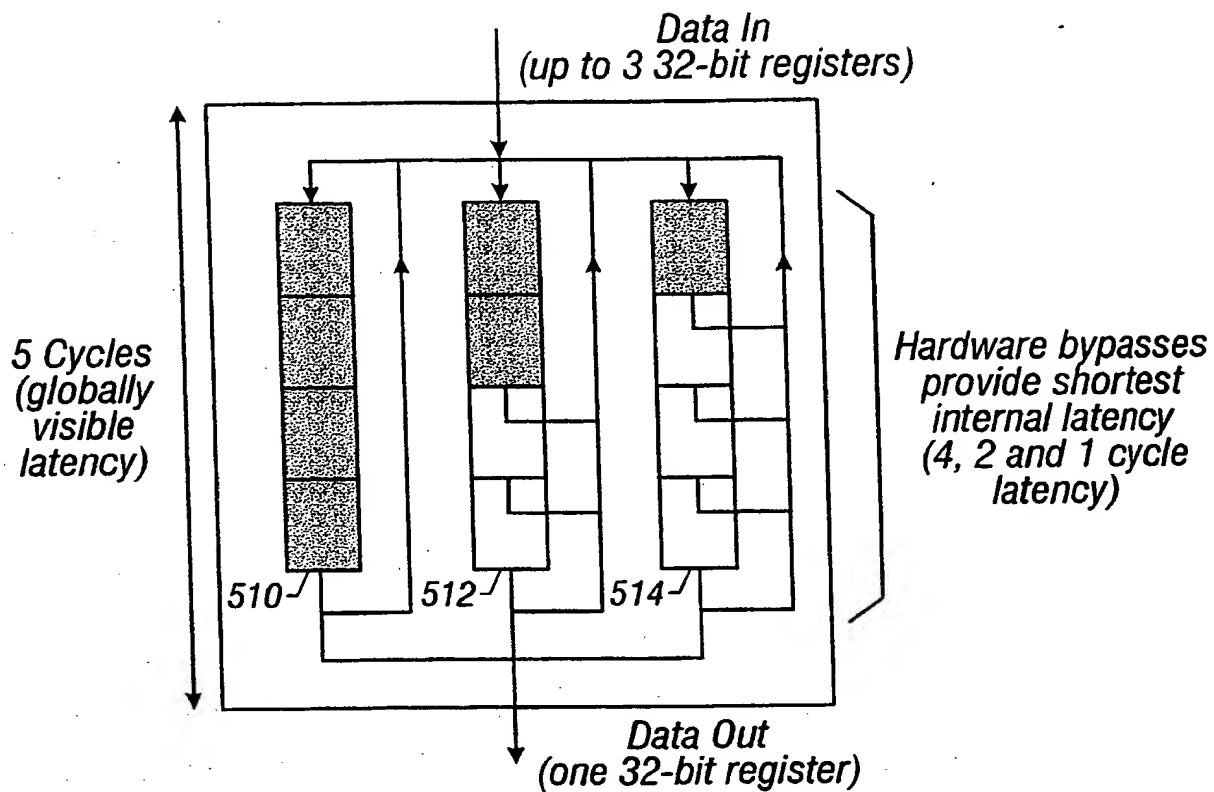 Data In
(up to 3 32-bit registers)
5 Cycles
(globally
visible
latency)
Hardware bypasses
provide shortest
internal latency
(4, 2 and 1 cycle
latency)
510
512
514
Data Out
(one 32-bit register)